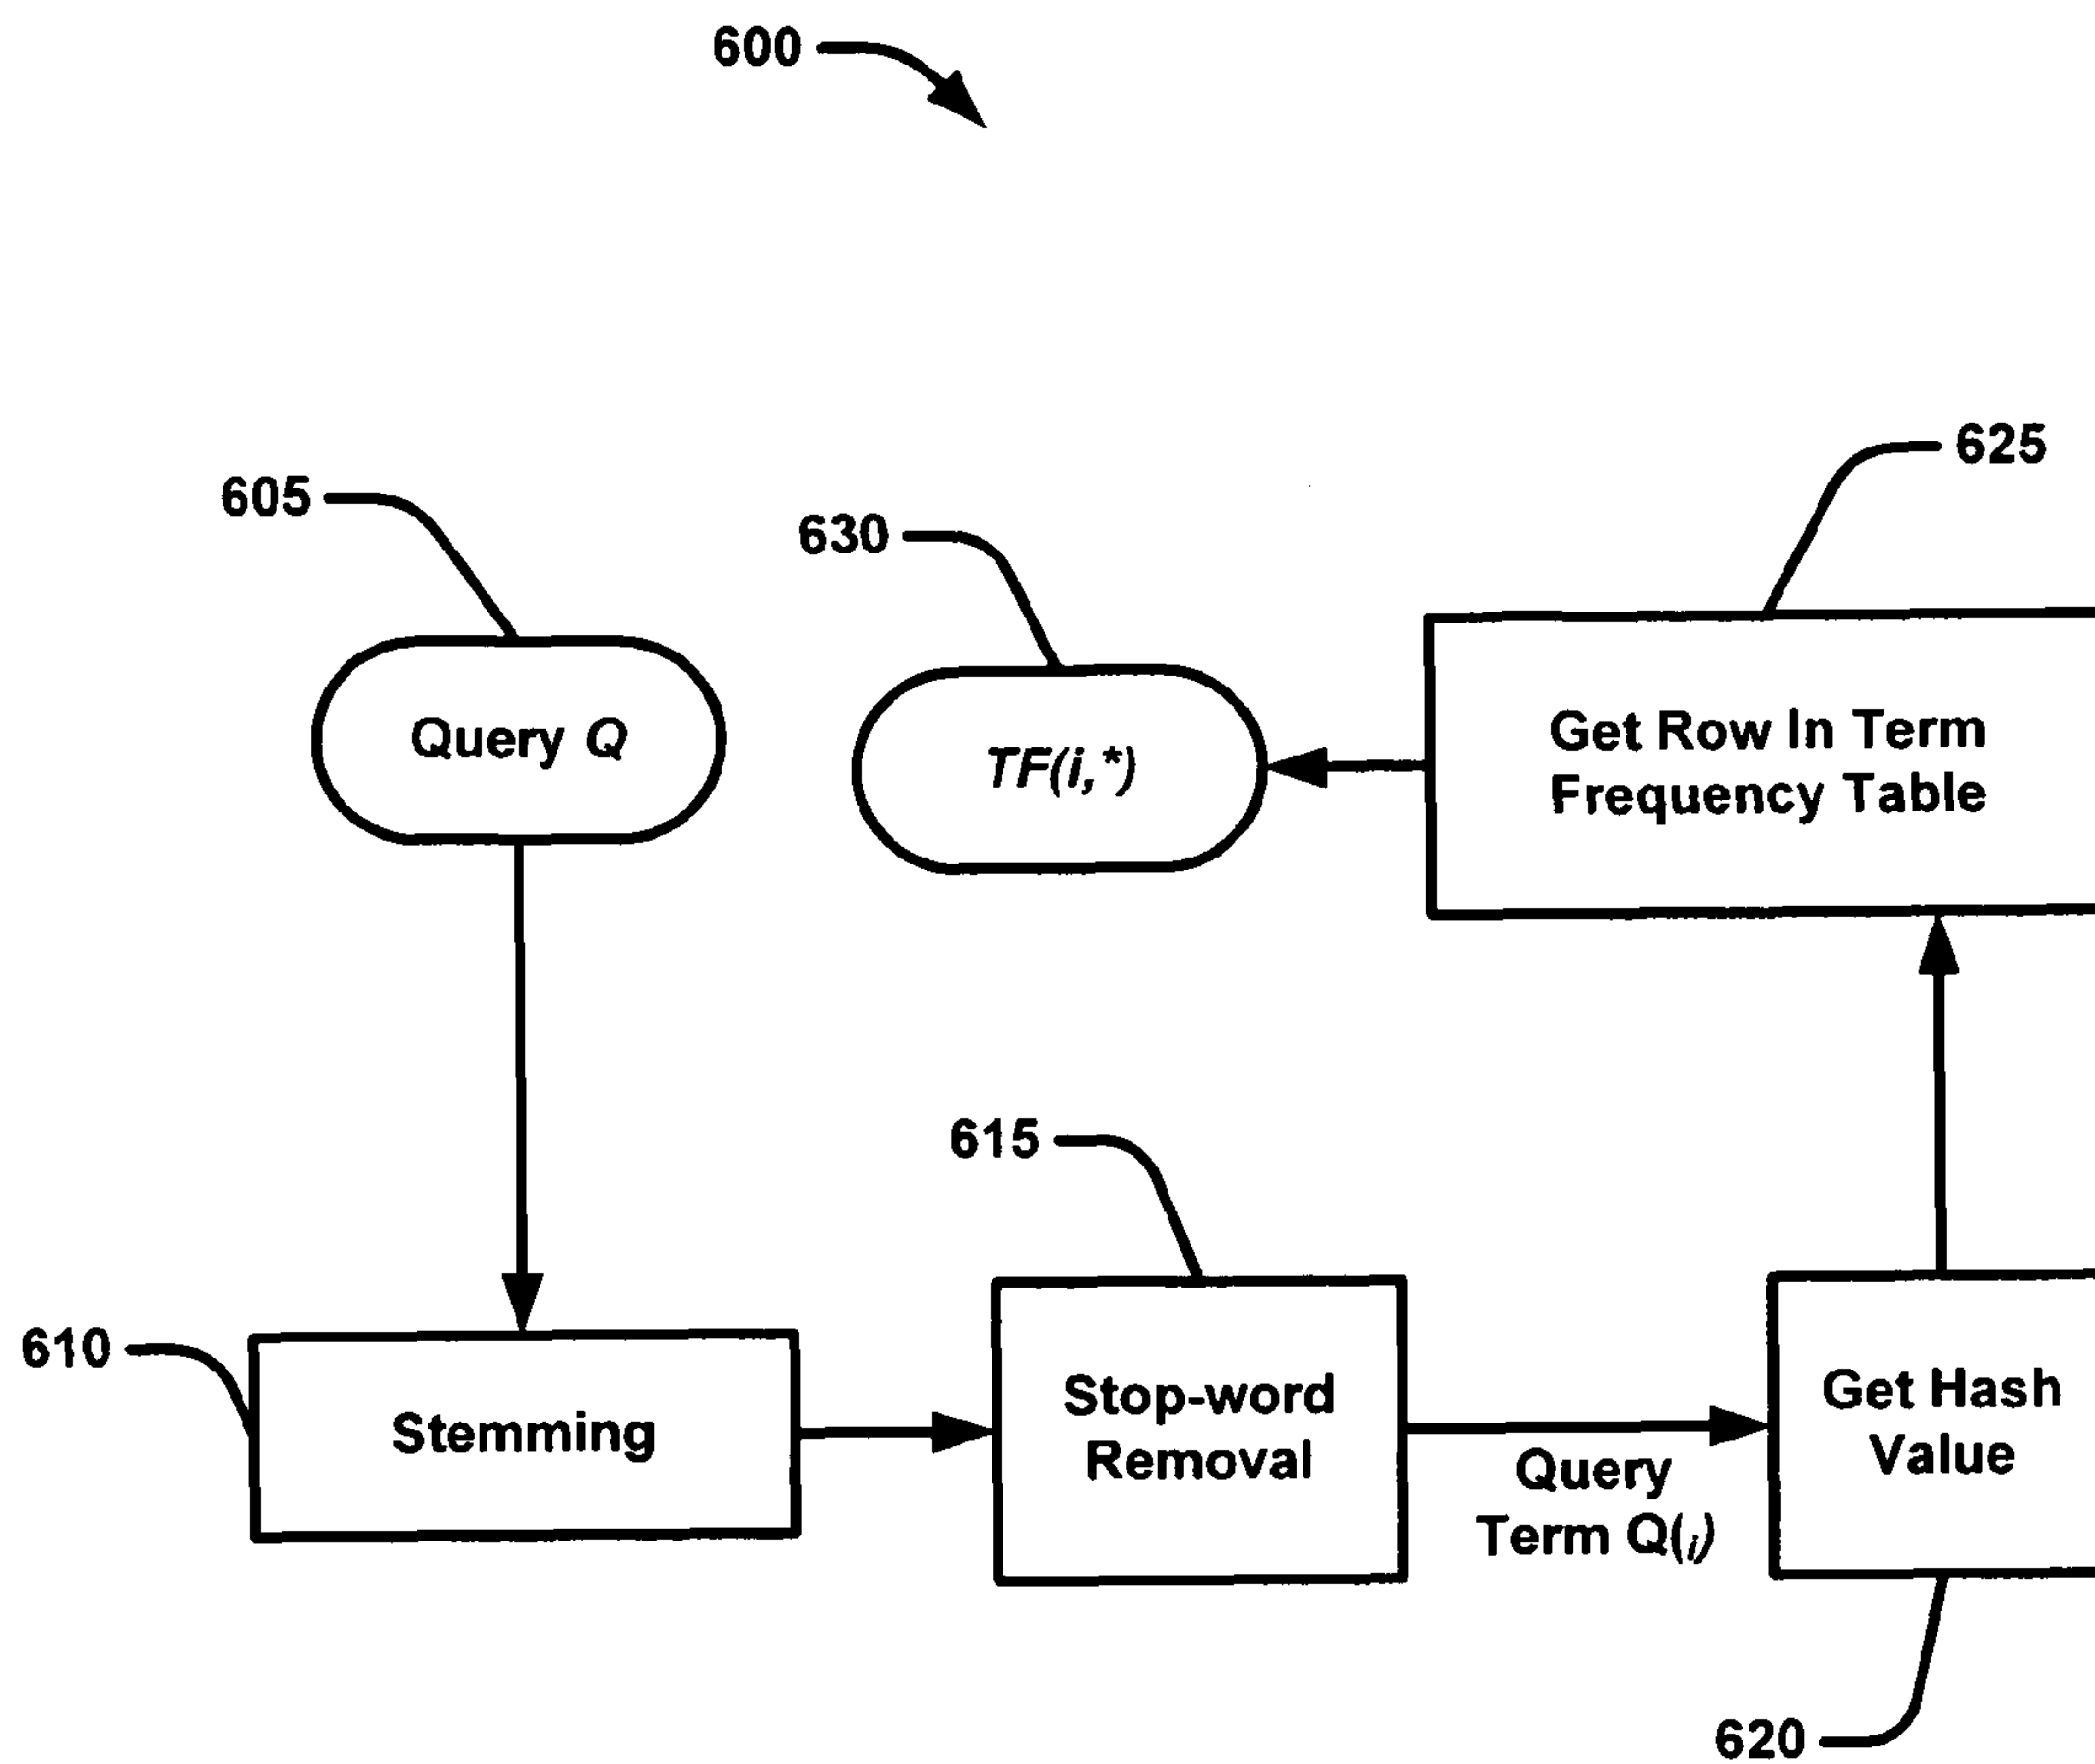 600
625
605
630
Query Q
TF(i,*)
Get Row In Term
Frequency Table
615
610
Stemming
Stop-word
Removal
Query
Term Q(i)
Get Hash
Value
620